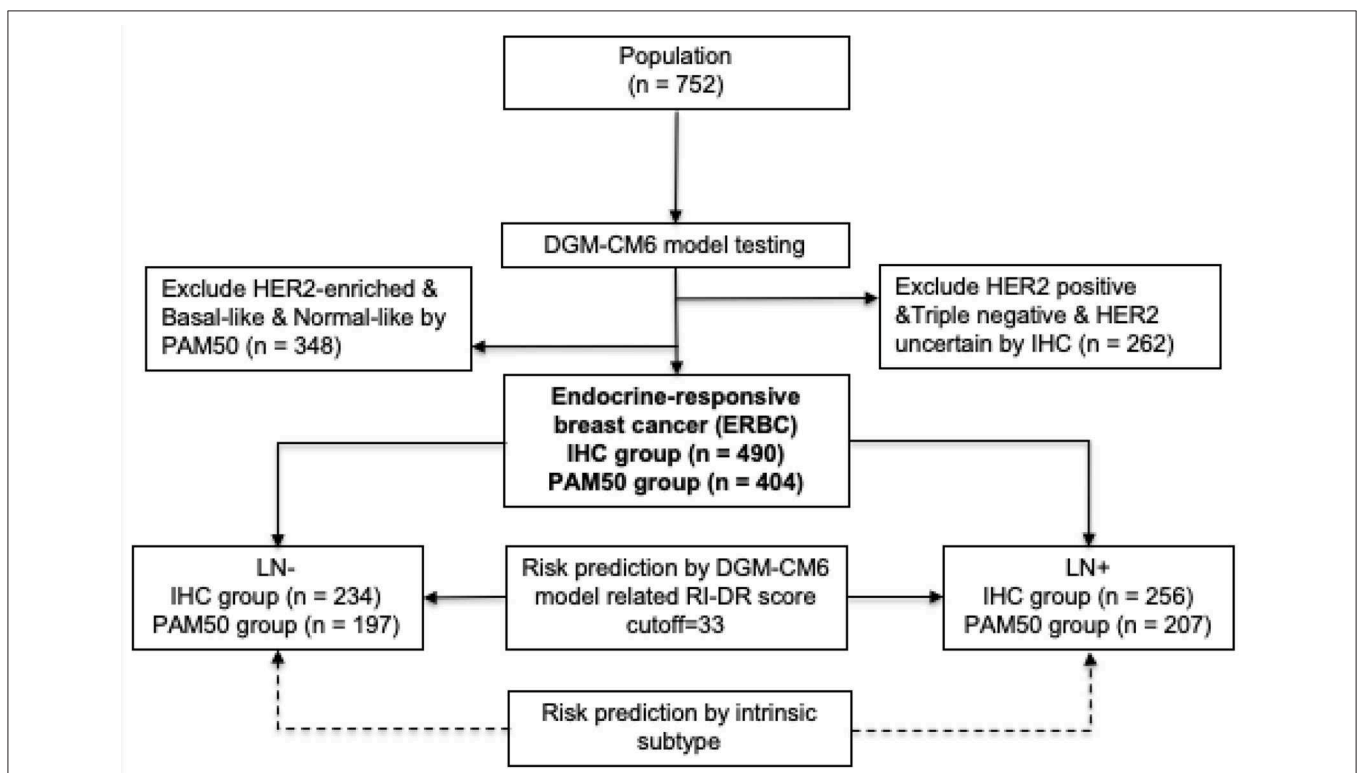 Population
(n = 752)
DGM-CM6 model testing
Exclude HER2-enriched &
Basal-like & Normal-like by
PAM50 (n = 348)
Exclude HER2 positive
&Triple negative & HER2
uncertain by IHC (n = 262)
Endocrine-responsive
breast cancer (ERBC)
IHC group (n = 490)
PAM50 group (n = 404)
LN-
IHC group (n = 234)
PAM50 group (n = 197)
Risk prediction by DGM-CM6
model related RI-DR score
cutoff=33
LN+
IHC group (n = 256)
PAM50 group (n = 207)
Risk prediction by intrinsic
subtype